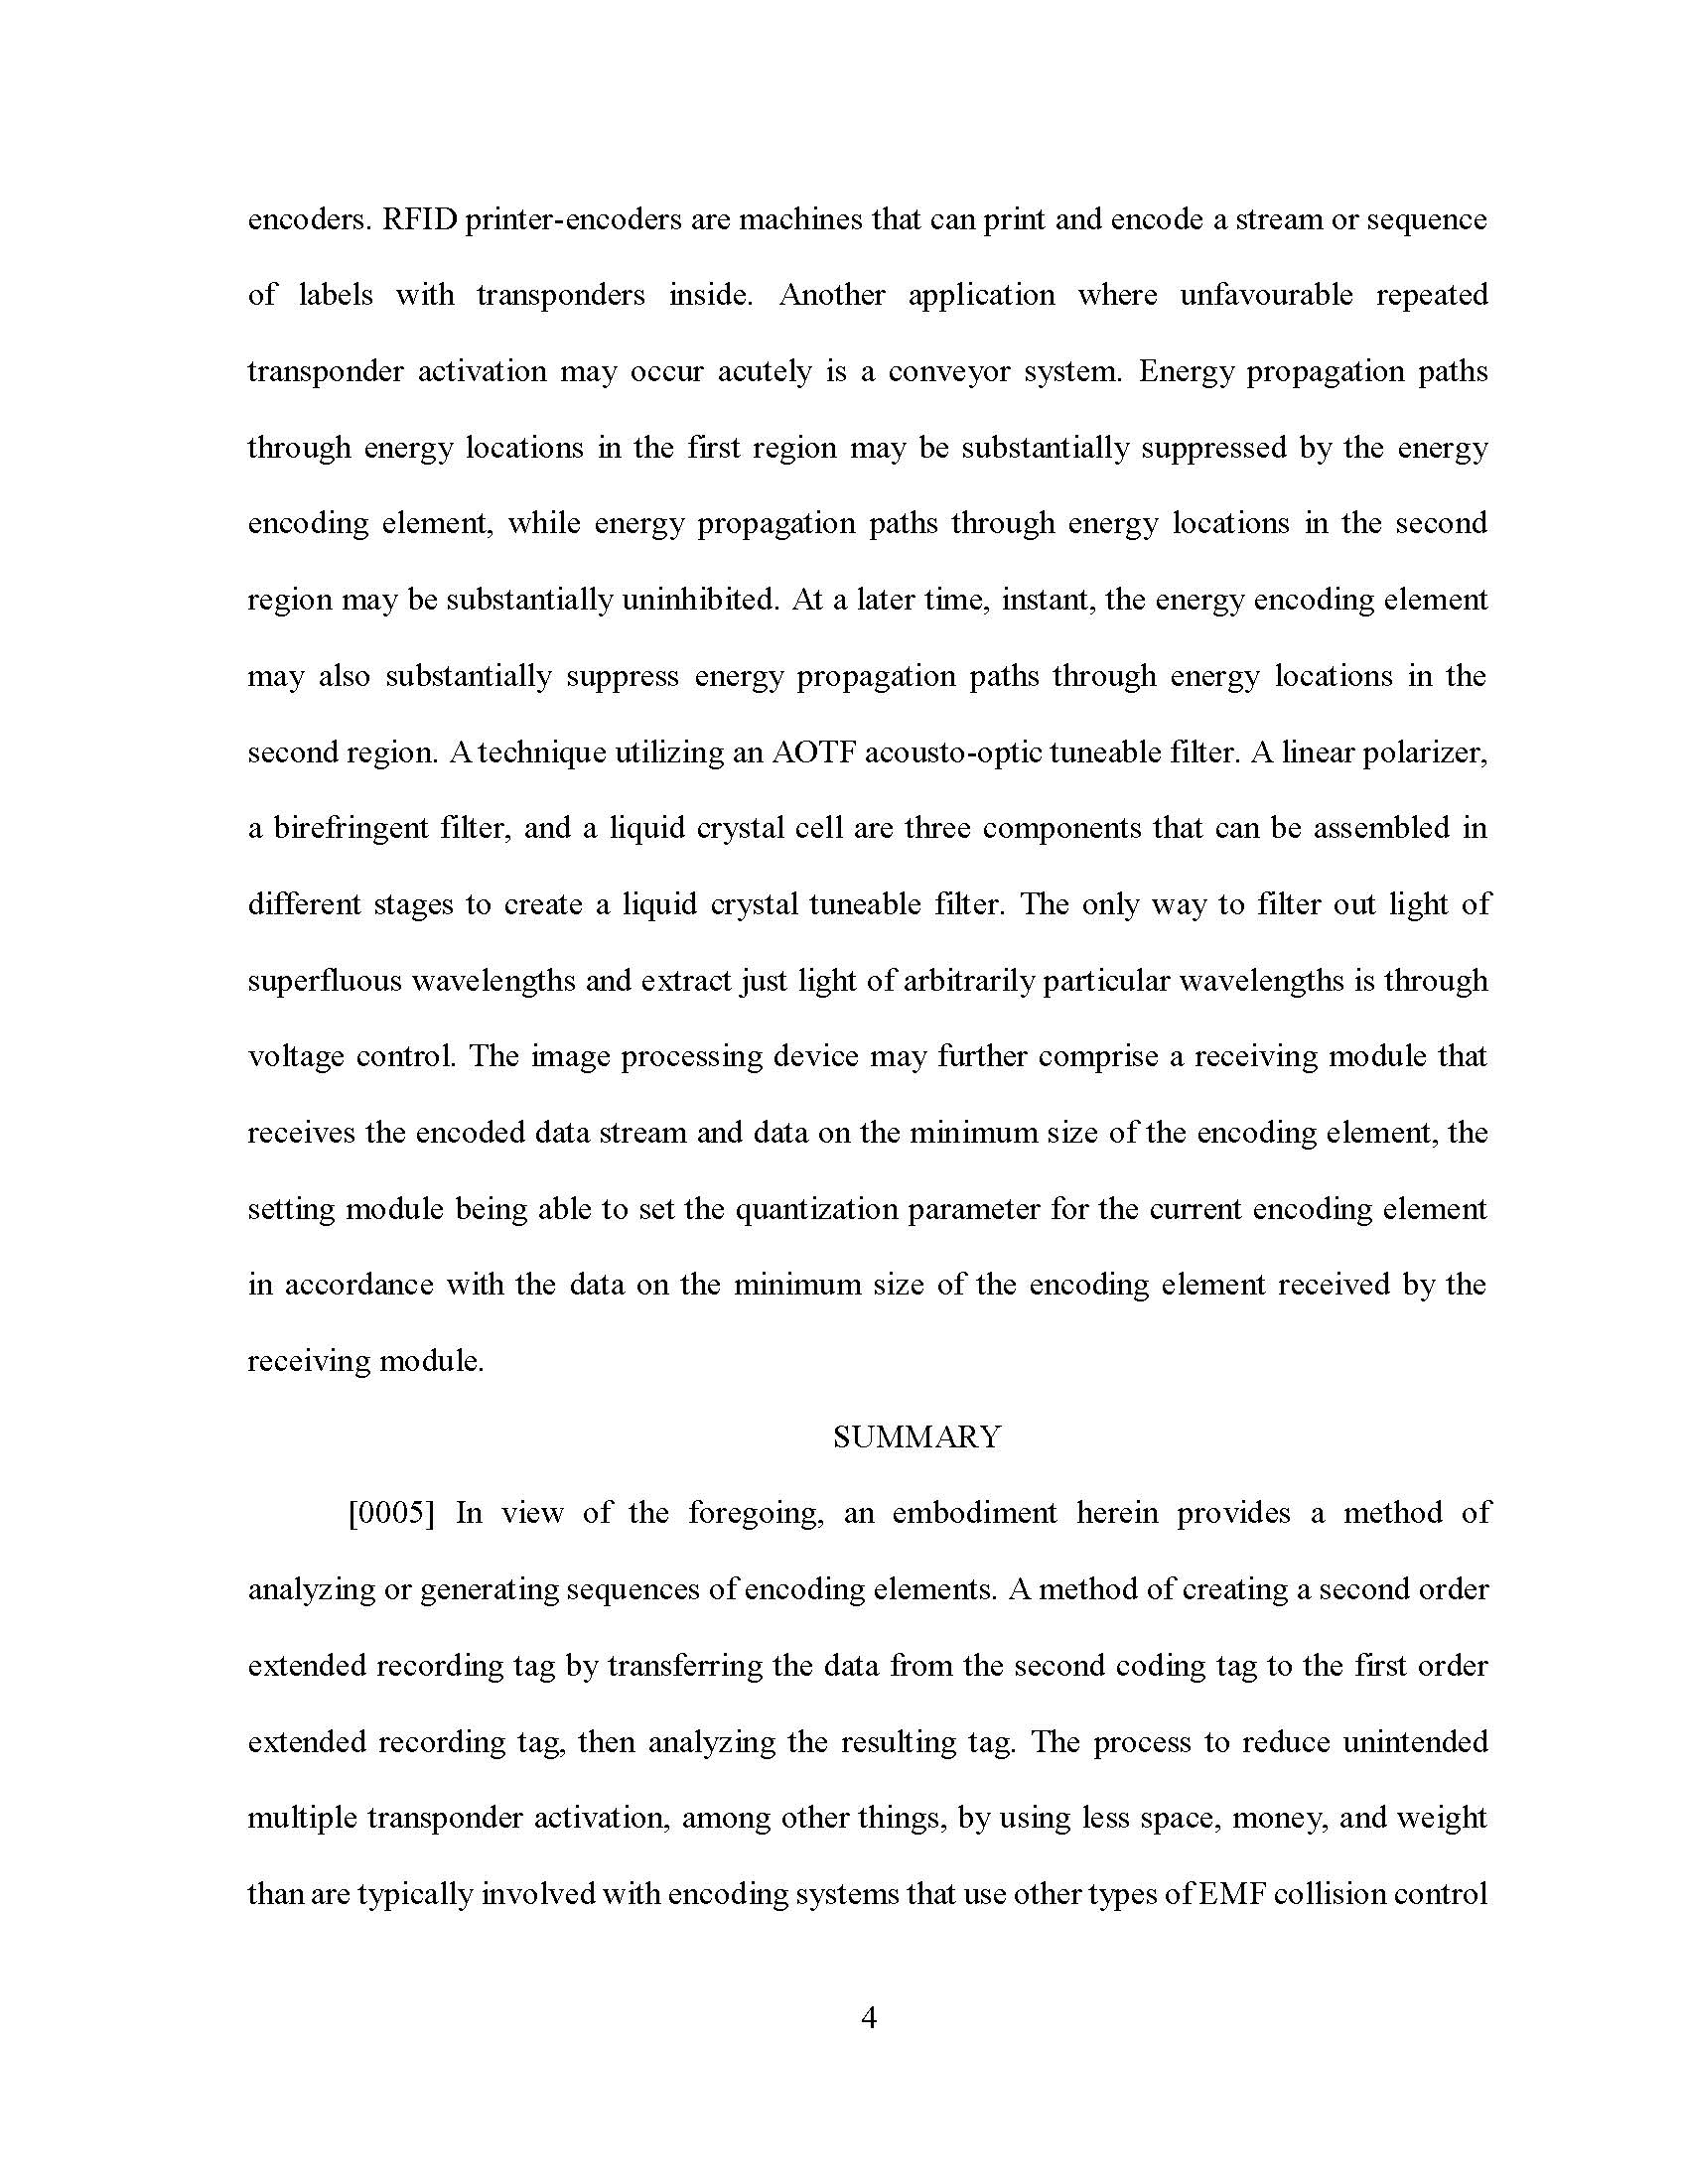 encoders. RFID printer-encoders are machines that can print and encode a stream or sequence
of labels with transponders inside. Another application where unfavourable repeated
transponder activation may occur acutely is a conveyor system. Energy propagation paths
through energy locations in the first region may be substantially suppressed by the energy
encoding element, while energy propagation paths through energy locations in the second
region may be substantially uninhibited. At a later time, instant, the energy encoding element
may also substantially suppress energy propagation paths through energy locations in the
second region. A technique utilizing an AOTF acousto-optic tuneable filter. A linear polarizer,
a birefringent filter, and a liquid crystal cell are three components that can be assembled in
different stages to create a liquid crystal tuneable filter. The only way to filter out light of
superfluous wavelengths and extract just light of arbitrarily particular wavelengths is through
voltage control. The image processing device may further comprise a receiving module that
receives the encoded data stream and data on the minimum size of the encoding element, the
setting module being able to set the quantization parameter for the current encoding element
in accordance with the data on the minimum size of the encoding element received by the
receiving module.
SUMMARY
[0005] In view of the foregoing, an embodiment herein provides a method of
analyzing or generating sequences of encoding elements. A method of creating a second order
extended recording tag by transferring the data from the second coding tag to the first order
extended recording tag, then analyzing the resulting tag. The process to reduce unintended
multiple transponder activation, among other things, by using less space, money, and weight
than are typically involved with encoding systems that use other types of EMF collision control
4